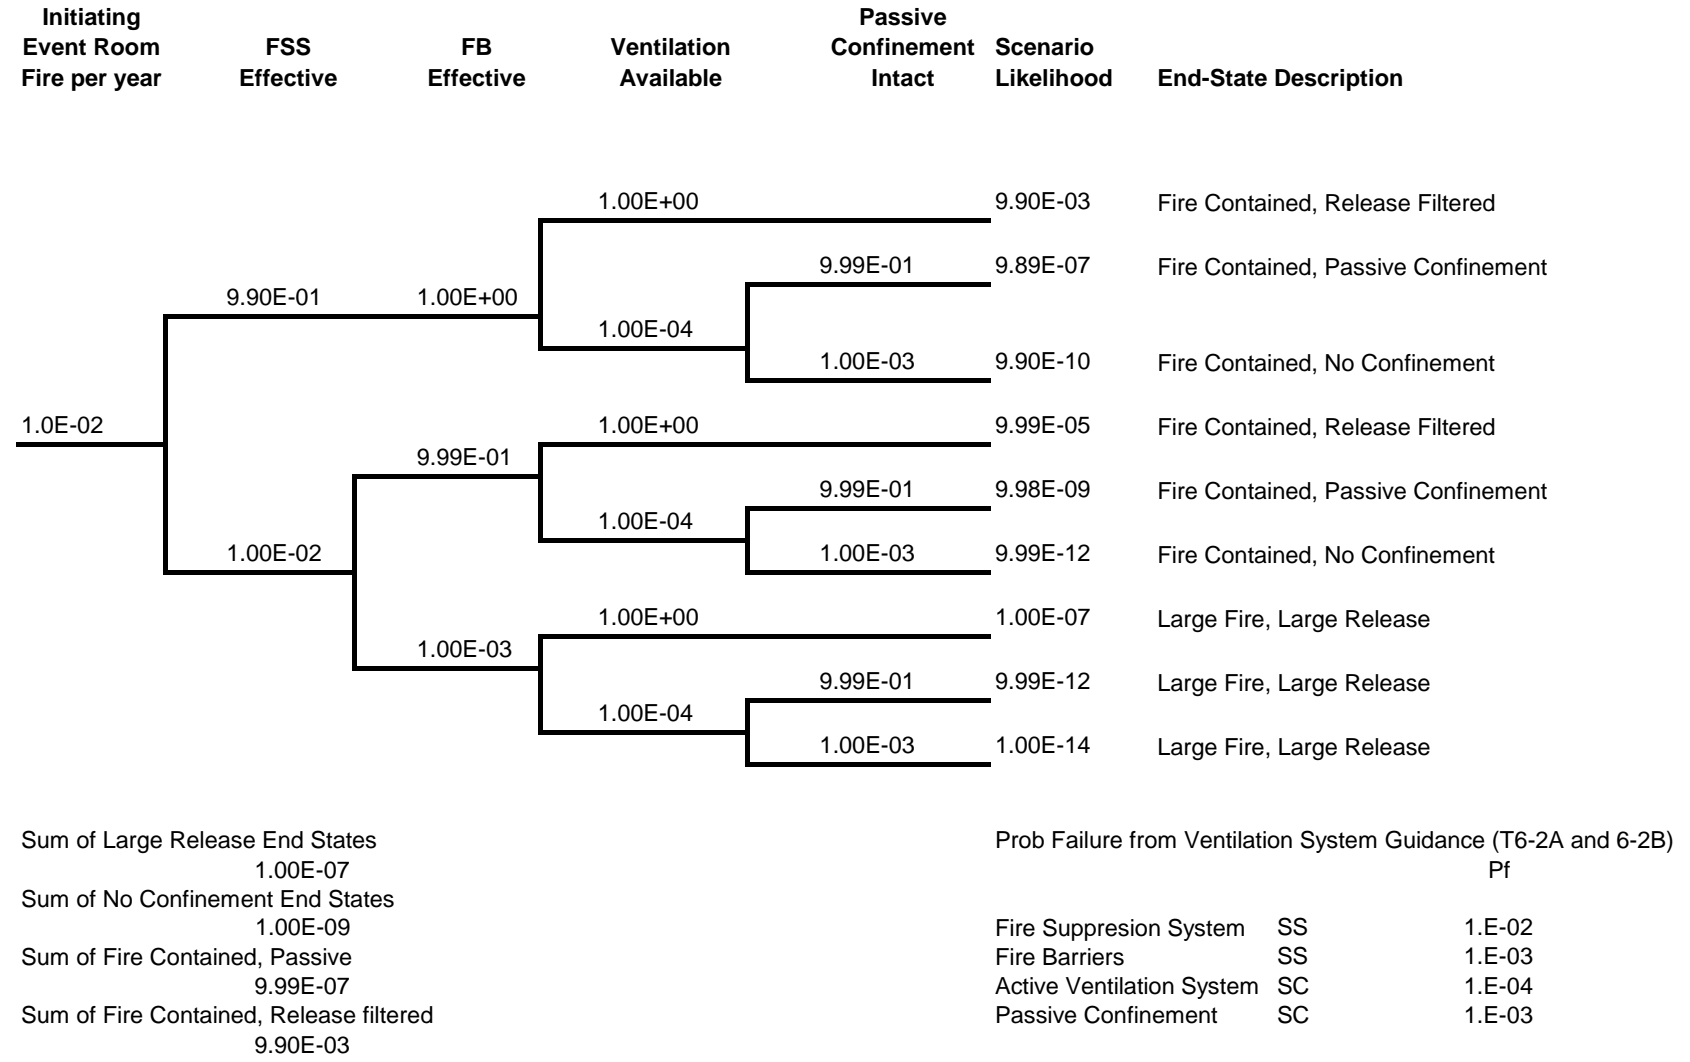 Initiating Event Room Fire per year
FSS Effective
FB Effective
Ventilation Available
Passive Confinement Intact
Scenario Likelihood
End-State Description
1.00E+00 9.90E-03 Fire Contained, Release Filtered
9.99E-01 9.89E-07 Fire Contained, Passive Confinement
9.90E-01 1.00E+00
1.00E-04
1.00E-03 9.90E-10 Fire Contained, No Confinement
1.0E-02 1.00E+00 9.99E-05 Fire Contained, Release Filtered
9.99E-01
9.99E-01 9.98E-09 Fire Contained, Passive Confinement
1.00E-04
1.00E-02 1.00E-03 9.99E-12 Fire Contained, No Confinement
1.00E+00 1.00E-07 Large Fire, Large Release
1.00E-03
9.99E-01 9.99E-12 Large Fire, Large Release
1.00E-04
1.00E-03 1.00E-14 Large Fire, Large Release
Sum of Large Release End States
1.00E-07
Sum of No Confinement End States
1.00E-09
Sum of Fire Contained, Passive
9.99E-07
Sum of Fire Contained, Release filtered
9.90E-03
Prob Failure from Ventilation System Guidance (T6-2A and 6-2B)
Pf
Fire Suppresion System SS 1.E-02
Fire Barriers SS 1.E-03
Active Ventilation System SC 1.E-04
Passive Confinement SC 1.E-03